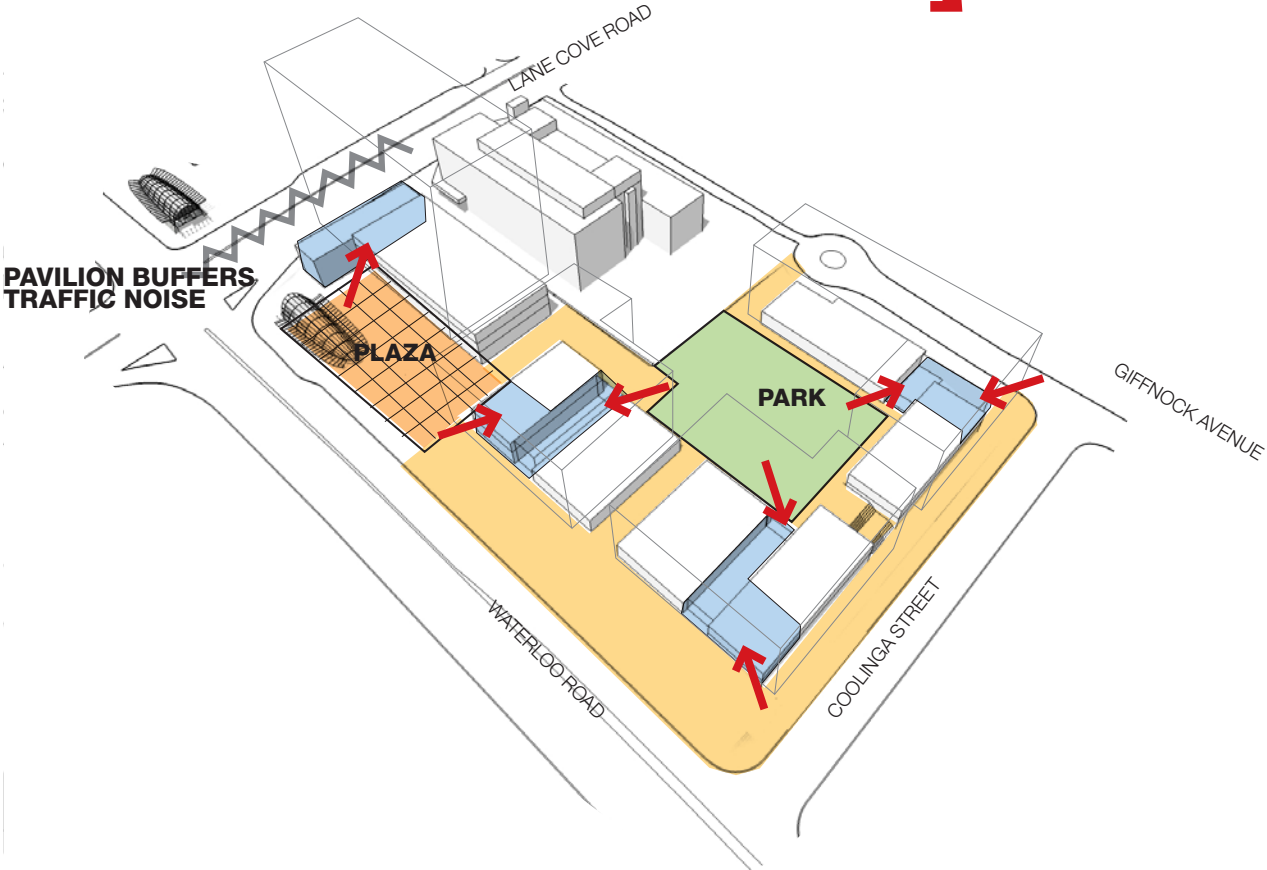 LANE COVE ROAD
PAVILION BUFFERS
TRAFFIC NOISE
PLAZA
PARK
GIFFNOCK AVENUE
WATERLOO ROAD
COOLINGA STREET